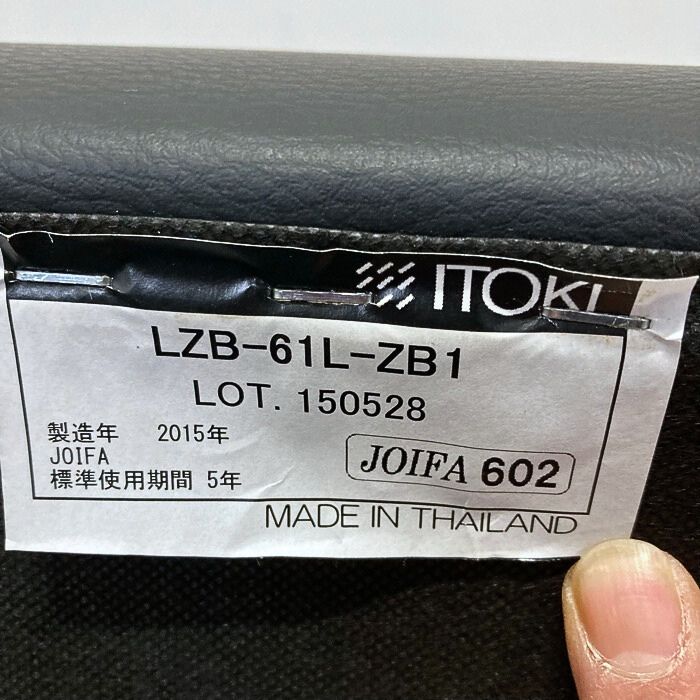 ITOKI
LZB-61L-ZB1
LOT. 150528
製造年 2015年
JOIFA
標準使用期間 5年
JOIFA 602
MADE IN THAILAND